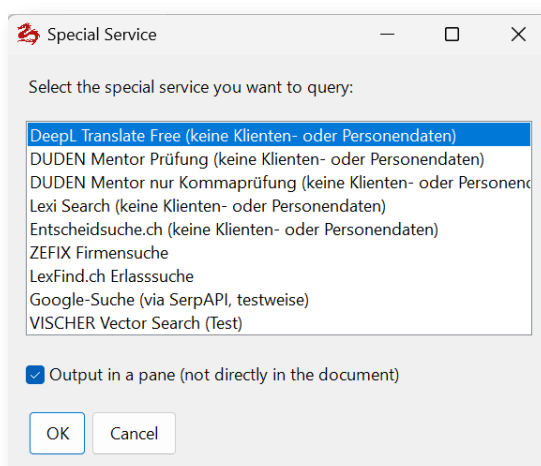 Special Service
Select the special service you want to query:
DeepL Translate Free (keine Klienten- oder Personendaten)
DUDEN Mentor Prüfung (keine Klienten- oder Personendaten)
DUDEN Mentor nur Kommaprüfung (keine Klienten- oder Personend
Lexi Search (keine Klienten- oder Personendaten)
Entscheidsuche.ch (keine Klienten- oder Personendaten)
ZEFIX Firmensuche
LexFind.ch Erlasssuche
Google-Suche (via SerpAPI, testweise)
VISCHER Vector Search (Test)
Output in a pane (not directly in the document)
OK Cancel